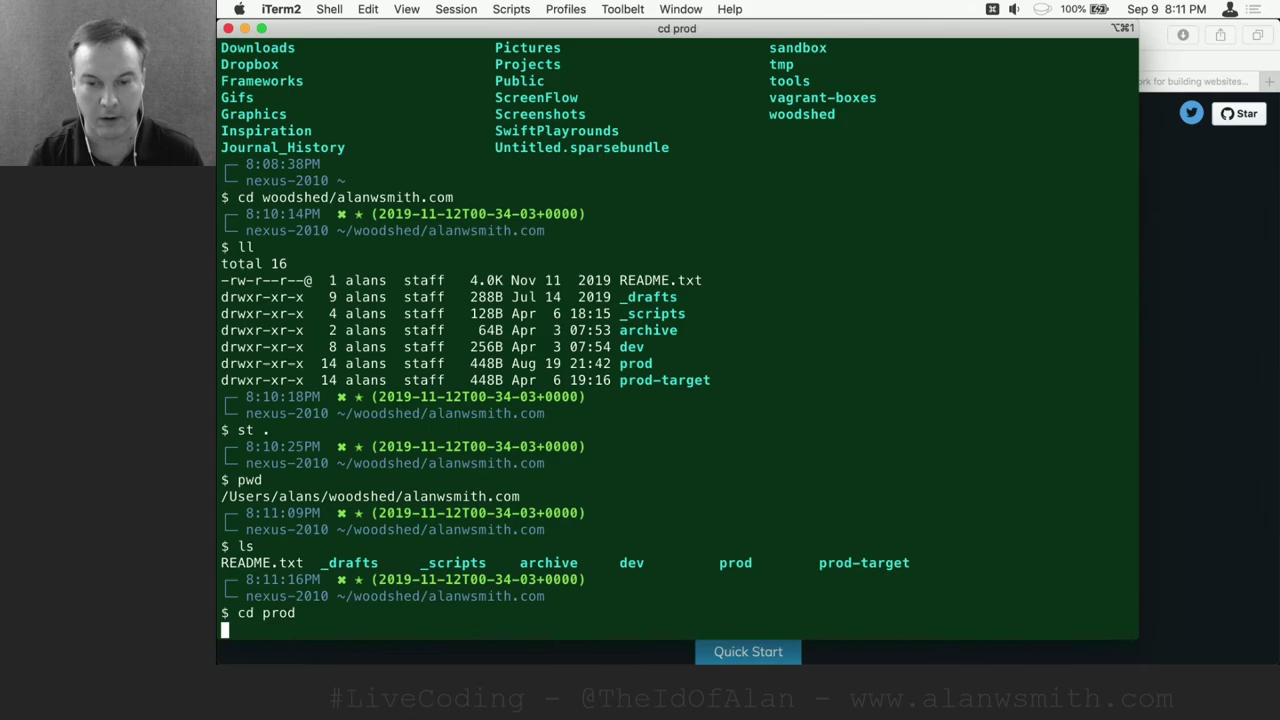 iTerm2 Shell Edit View Session Scripts Profiles Toolbelt Window Help 100% Sep 9 8:11 PM
cd prod ⌥⌘1
Downloads Pictures sandbox
Dropbox Projects tmp
Frameworks Public tools
Gifs ScreenFlow vagrant-boxes
Graphics Screenshots woodshed
Inspiration SwiftPlayrounds
Journal_History Untitled.sparsebundle
8:08:38PM
nexus-2010 ~
$ cd woodshed/alanwsmith.com
8:10:14PM ✖ ★ (2019-11-12T00-34-03+0000)
nexus-2010 ~/woodshed/alanwsmith.com
$ ll
total 16
-rw-r--r--@ 1 alans staff 4.0K Nov 11 2019 README.txt
drwxr-xr-x 9 alans staff 288B Jul 14 2019 _drafts
drwxr-xr-x 4 alans staff 128B Apr 6 18:15 _scripts
drwxr-xr-x 2 alans staff 64B Apr 3 07:53 archive
drwxr-xr-x 8 alans staff 256B Apr 3 07:54 dev
drwxr-xr-x 14 alans staff 448B Aug 19 21:42 prod
drwxr-xr-x 14 alans staff 448B Apr 6 19:16 prod-target
8:10:18PM ✖ ★ (2019-11-12T00-34-03+0000)
nexus-2010 ~/woodshed/alanwsmith.com
$ st .
8:10:25PM ✖ ★ (2019-11-12T00-34-03+0000)
nexus-2010 ~/woodshed/alanwsmith.com
$ pwd
/Users/alans/woodshed/alanwsmith.com
8:11:09PM ✖ ★ (2019-11-12T00-34-03+0000)
nexus-2010 ~/woodshed/alanwsmith.com
$ ls
README.txt _drafts _scripts archive dev prod prod-target
8:11:16PM ✖ ★ (2019-11-12T00-34-03+0000)
nexus-2010 ~/woodshed/alanwsmith.com
$ cd prod
for building websites...
Star
Quick Start
#LiveCoding - @TheIdOfAlan - www.alanwsmith.com